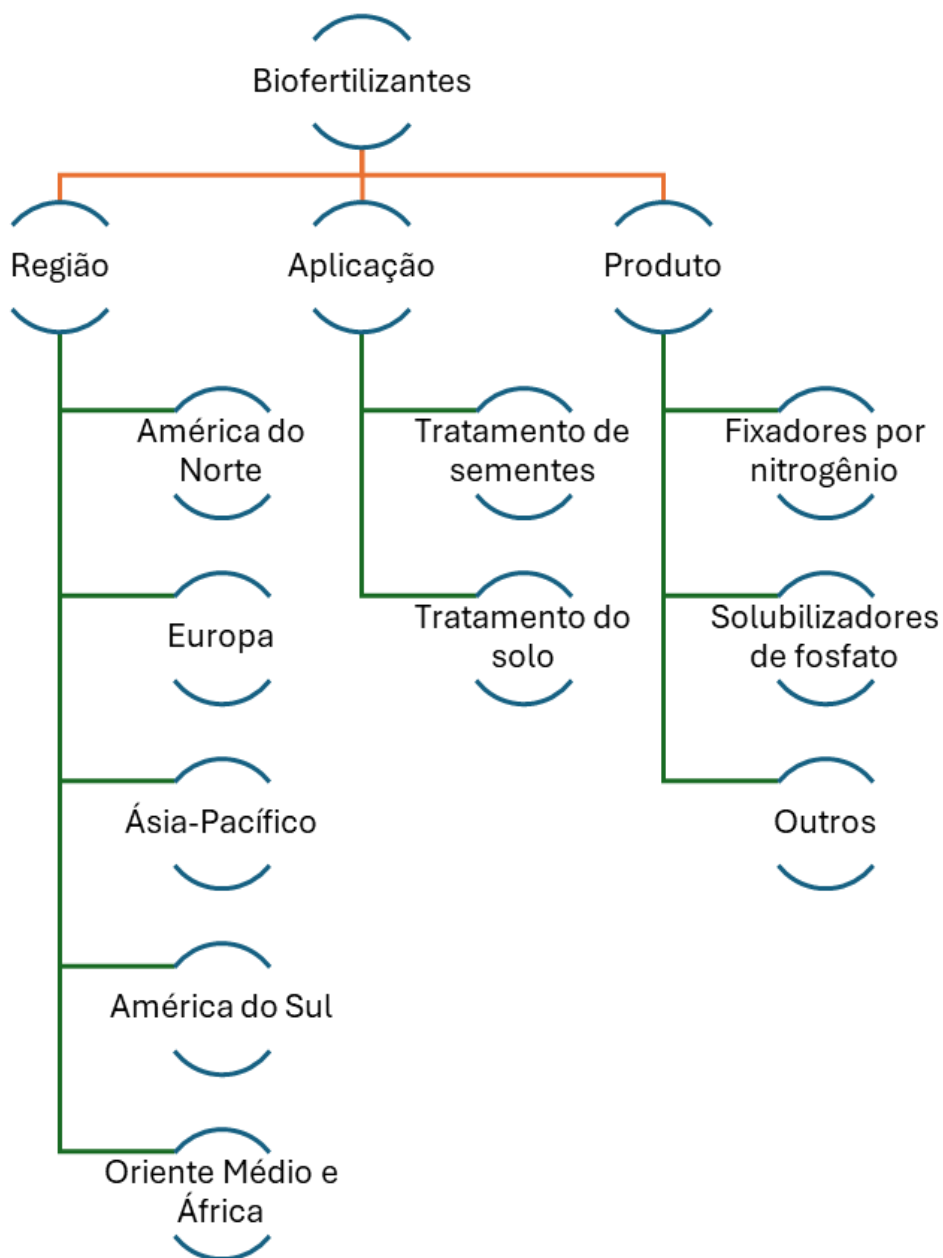 Biofertilizantes
Região
Aplicação
Produto
América do
Norte
Tratamento de
sementes
Fixadores por
nitrogênio
Europa
Tratamento do
solo
Solubilizadores
de fosfato
Ásia-Pacífico
Outros
América do Sul
Oriente Médio e
África